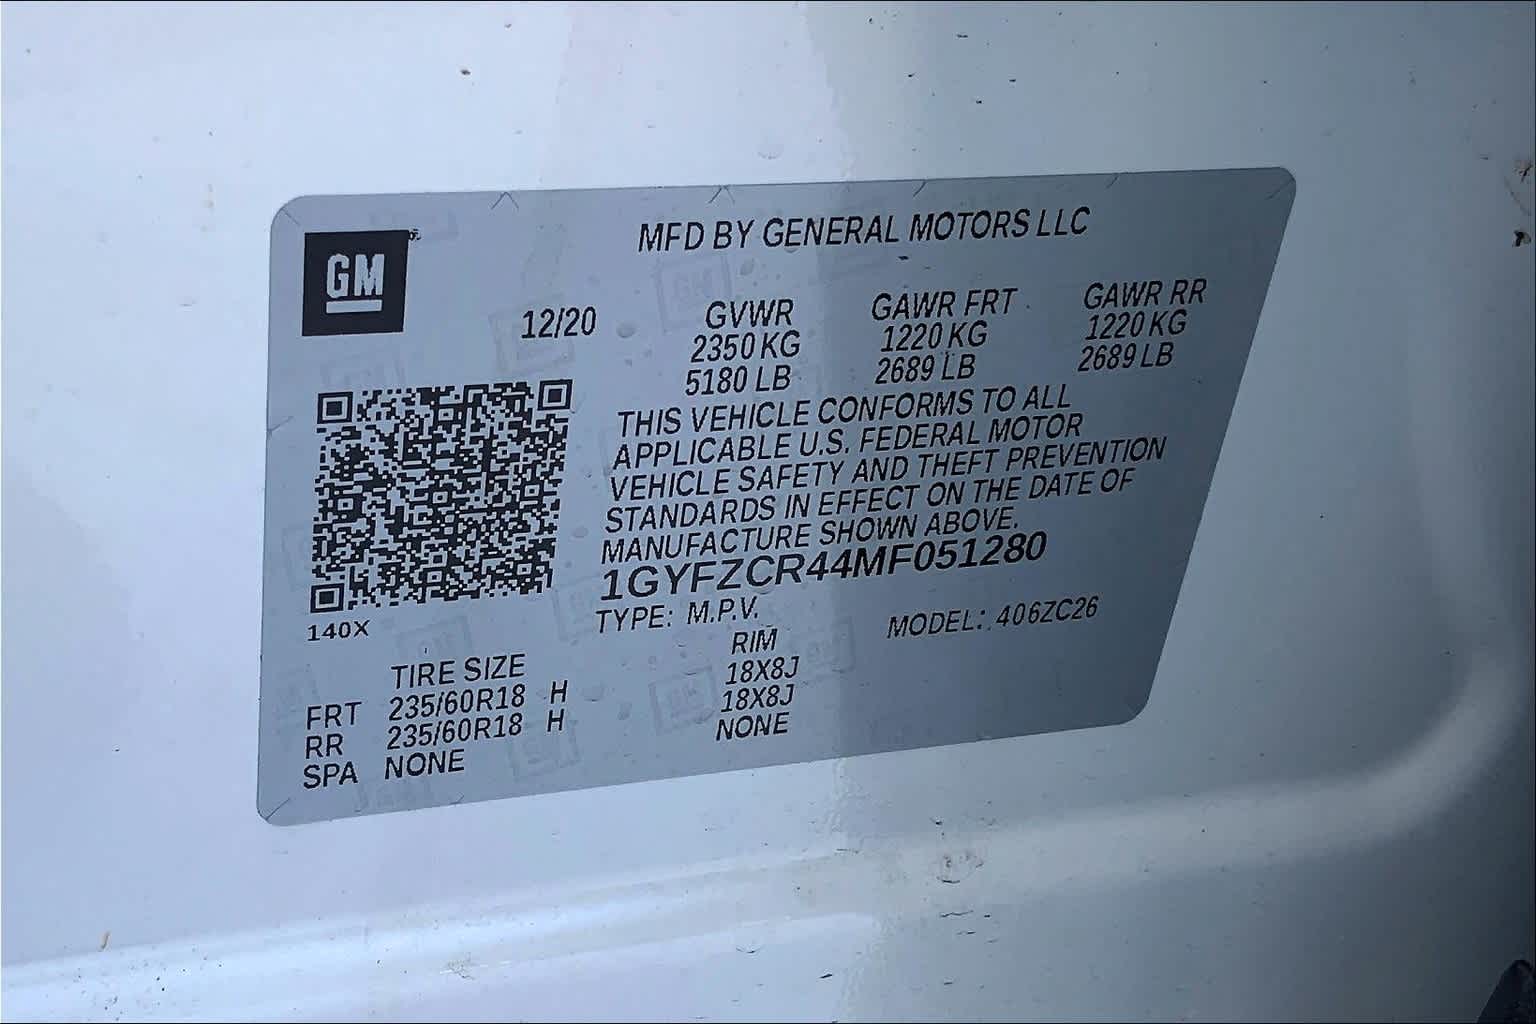 GM
MFD BY GENERAL MOTORS LLC
12/20 GVWR GAWR FRT GAWR RR
2350 KG 1220 KG 1220 KG
5180 LB 2689 LB 2689 LB
THIS VEHICLE CONFORMS TO ALL
APPLICABLE U.S. FEDERAL MOTOR
VEHICLE SAFETY AND THEFT PREVENTION
STANDARDS IN EFFECT ON THE DATE OF
MANUFACTURE SHOWN ABOVE.
1GYFZCR44MF051280
TYPE: M.P.V. MODEL: 406ZC26
140X
TIRE SIZE RIM
FRT 235/60R18 H 18X8J
RR 235/60R18 H 18X8J
SPA NONE NONE